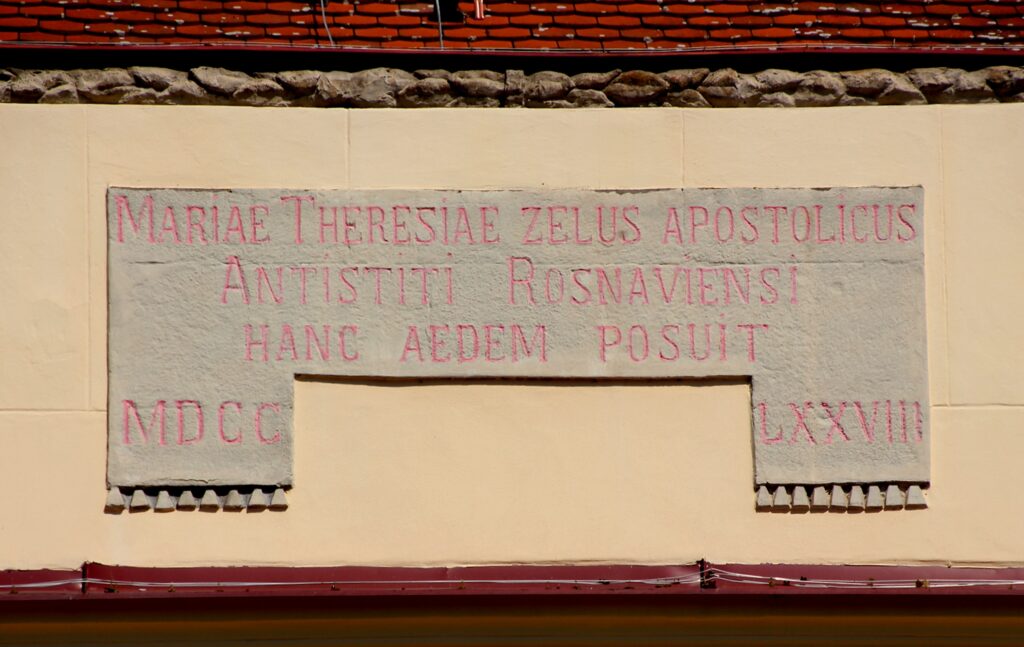 MARIAE THERESIAE ZELUS APOSTOLICUS
ANTISTITI ROSNAVIENSI
HANC AEDEM POSUIT
MDCC LXXVIII